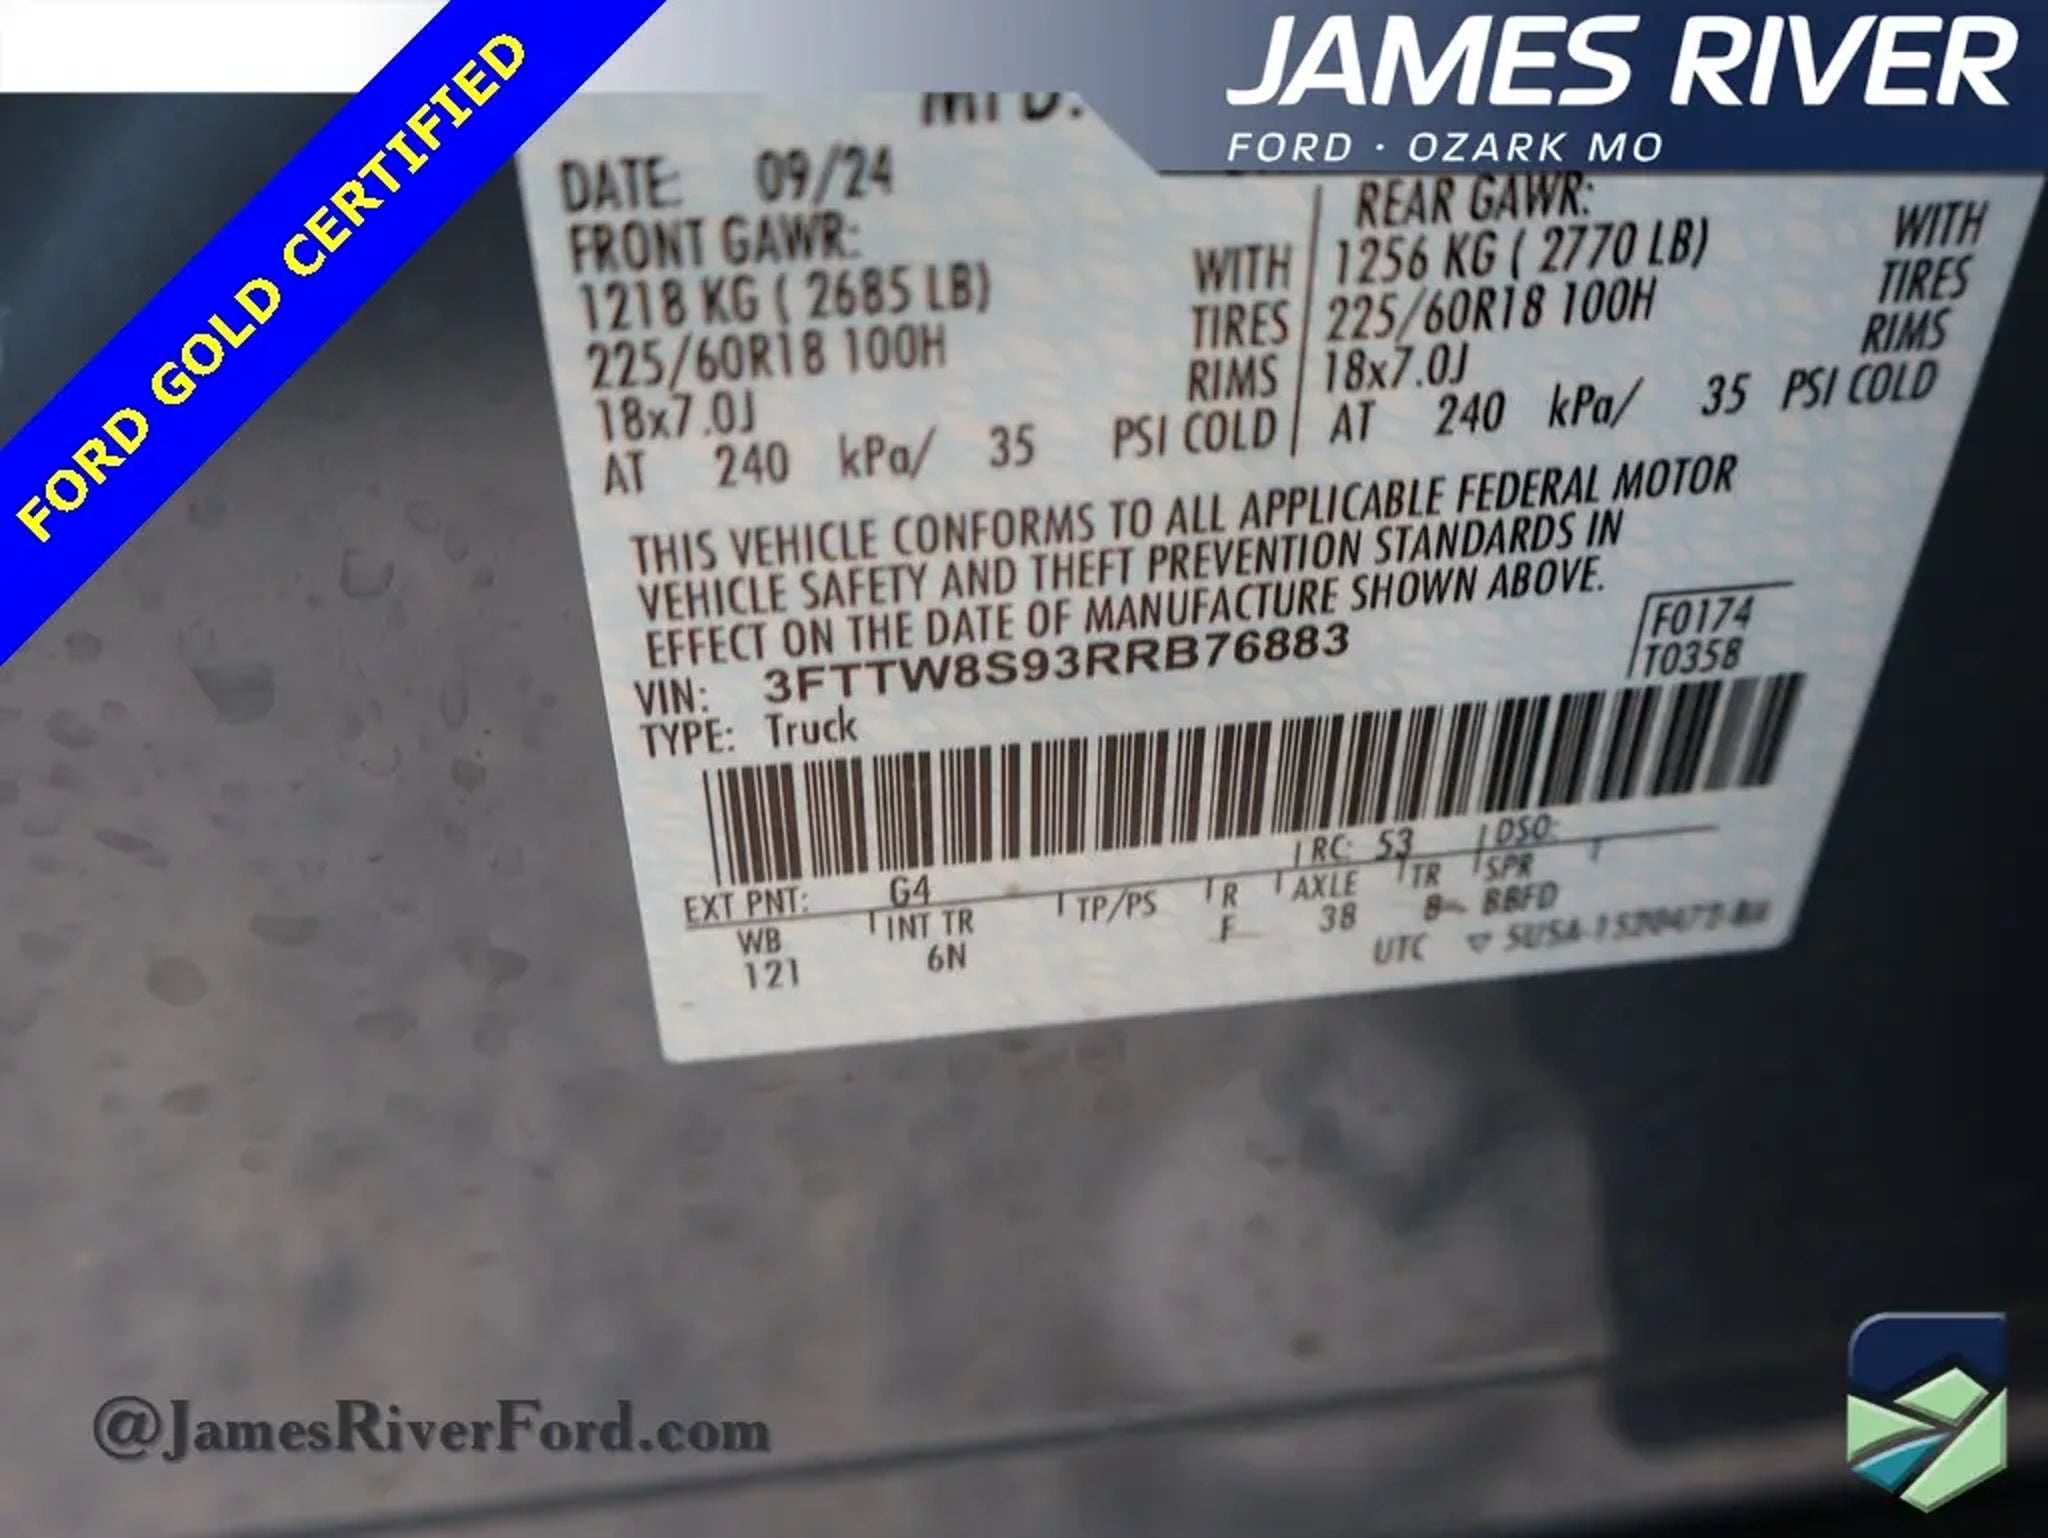 JAMES RIVER
FORD · OZARK MO
FORD GOLD CERTIFIED
MFD.
DATE: 09/24
FRONT GAWR:
1218 KG ( 2685 LB) WITH
225/60R18 100H TIRES
18x7.0J RIMS
AT 240 kPa/ 35 PSI COLD
REAR GAWR:
1256 KG ( 2770 LB) WITH
225/60R18 100H TIRES
18x7.0J RIMS
AT 240 kPa/ 35 PSI COLD
THIS VEHICLE CONFORMS TO ALL APPLICABLE FEDERAL MOTOR
VEHICLE SAFETY AND THEFT PREVENTION STANDARDS IN
EFFECT ON THE DATE OF MANUFACTURE SHOWN ABOVE.
F0174
T0358
VIN: 3FTTW8S93RRB76883
TYPE: Truck
EXT PNT: G4 RC: 53 DSO:
WB INT TR TP/PS R AXLE TR SPR
121 6N F 38 8 BBFD
UTC
@JamesRiverFord.com